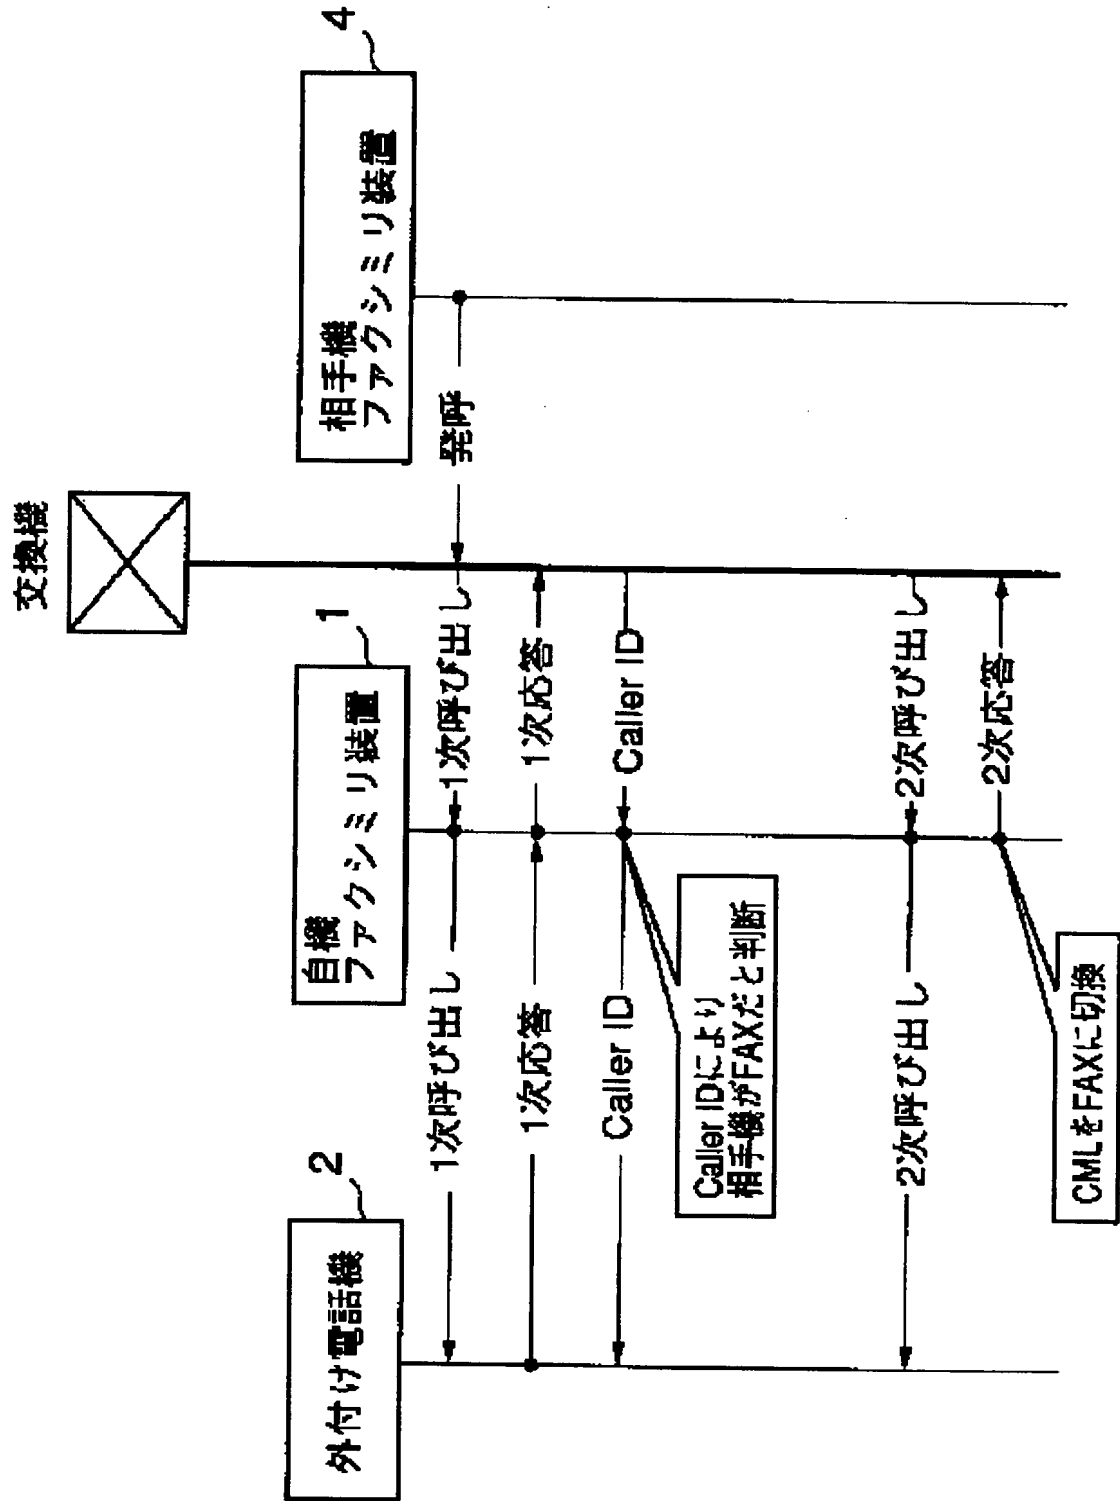 交換機
4
相手機
ファクシミリ装置
1
自機
ファクシミリ装置
2
外付け電話機
発呼
1次呼び出し
1次呼び出し
1次応答
1次応答
Caller ID
Caller ID
Caller IDにより
相手機がFAXだと判断
2次呼び出し
2次呼び出し
2次応答
CMLをFAXに切換